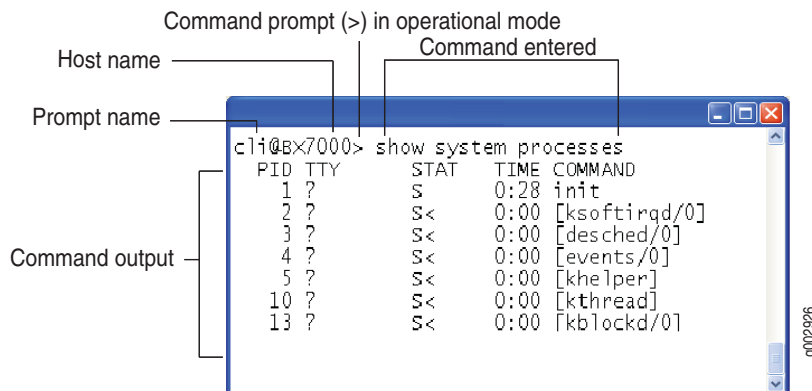 Command prompt (>) in operational mode
Command entered
Host name
Prompt name
cli@BX7000> show system processes
PID TTY STAT TIME COMMAND
1 ? S 0:28 init
2 ? S< 0:00 [ksoftirqd/0]
3 ? S< 0:00 [desched/0]
4 ? S< 0:00 [events/0]
Command output
5 ? S< 0:00 [khelper]
10 ? S< 0:00 [kthread]
13 ? S< 0:00 [kblockd/0]
g002926